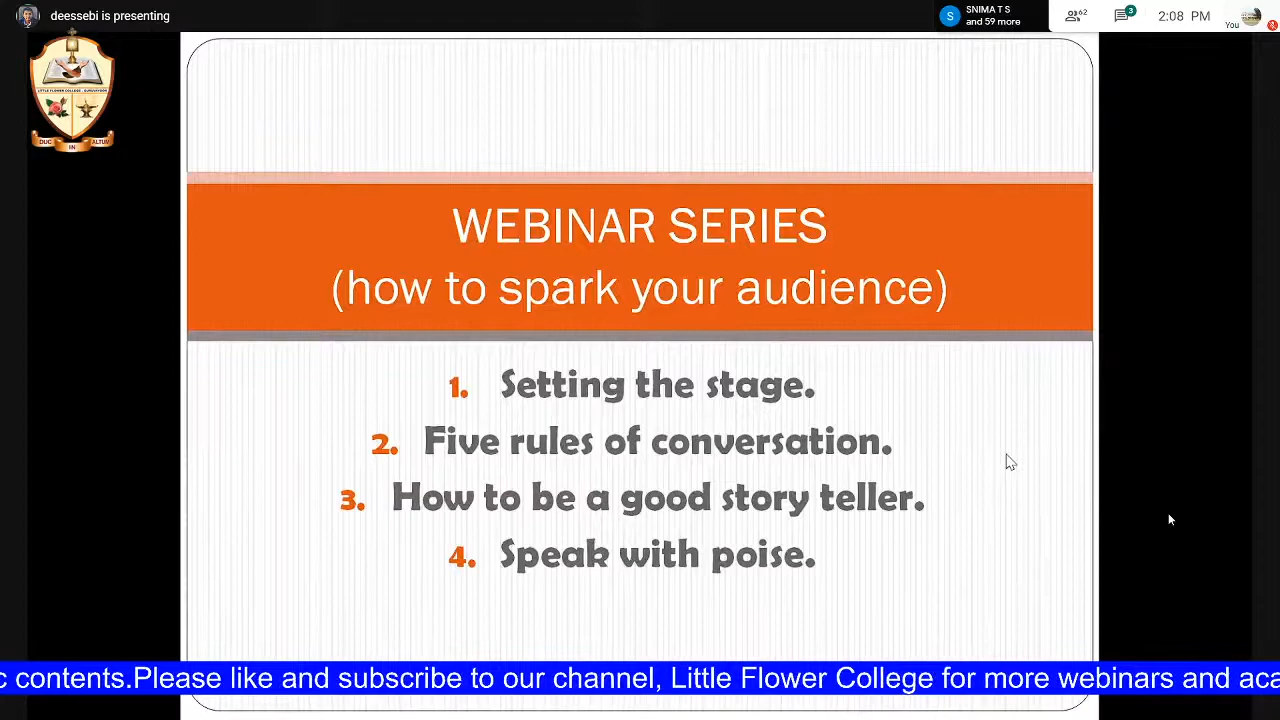 deessebi is presenting
SNIMA T S
and 59 more
62
3
2:08 PM
You
S
LITTLE FLOWER COLLEGE, GURUVAYOOR
DUC IN ALTUM
WEBINAR SERIES
(how to spark your audience)
1. Setting the stage.
2. Five rules of conversation.
3. How to be a good story teller.
4. Speak with poise.
c contents.Please like and subscribe to our channel, Little Flower College for more webinars and aca